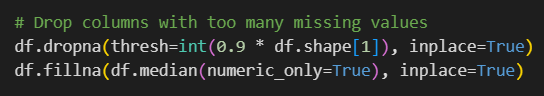 # Drop columns with too many missing values
df.dropna(thresh=int(0.9 * df.shape[1]), inplace=True)
df.fillna(df.median(numeric_only=True), inplace=True)